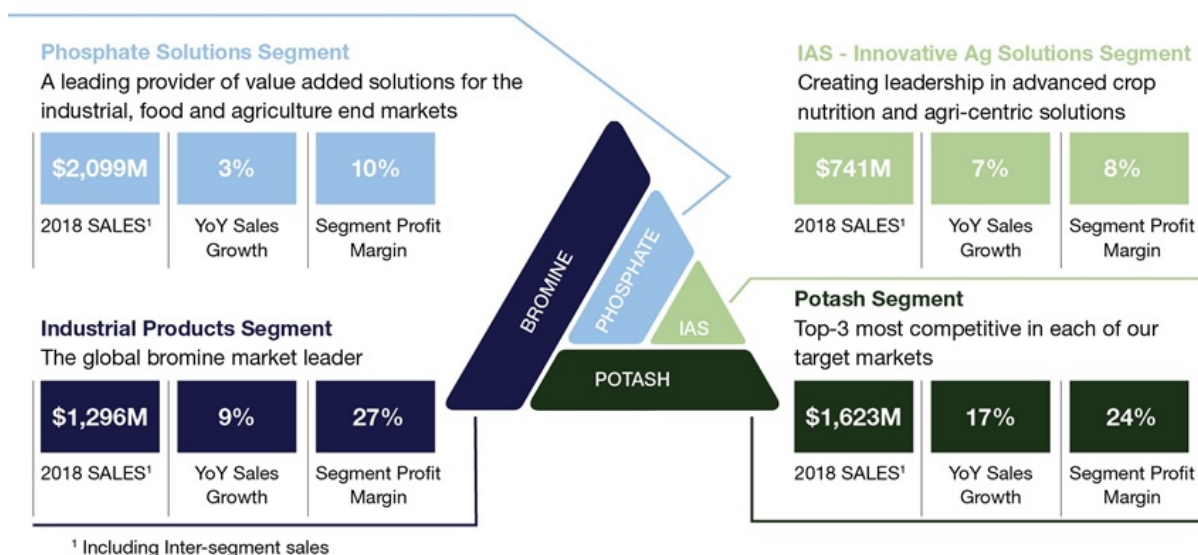 Phosphate Solutions Segment
A leading provider of value added solutions for the
industrial, food and agriculture end markets
$2,099M
3%
10%
2018 SALES¹
YoY Sales
Growth
Segment Profit
Margin
IAS - Innovative Ag Solutions Segment
Creating leadership in advanced crop
nutrition and agri-centric solutions
$741M
7%
8%
2018 SALES¹
YoY Sales
Growth
Segment Profit
Margin
BROMINE
PHOSPHATE
IAS
POTASH
Industrial Products Segment
The global bromine market leader
$1,296M
9%
27%
2018 SALES¹
YoY Sales
Growth
Segment Profit
Margin
Potash Segment
Top-3 most competitive in each of our
target markets
$1,623M
17%
24%
2018 SALES¹
YoY Sales
Growth
Segment Profit
Margin
¹ Including Inter-segment sales